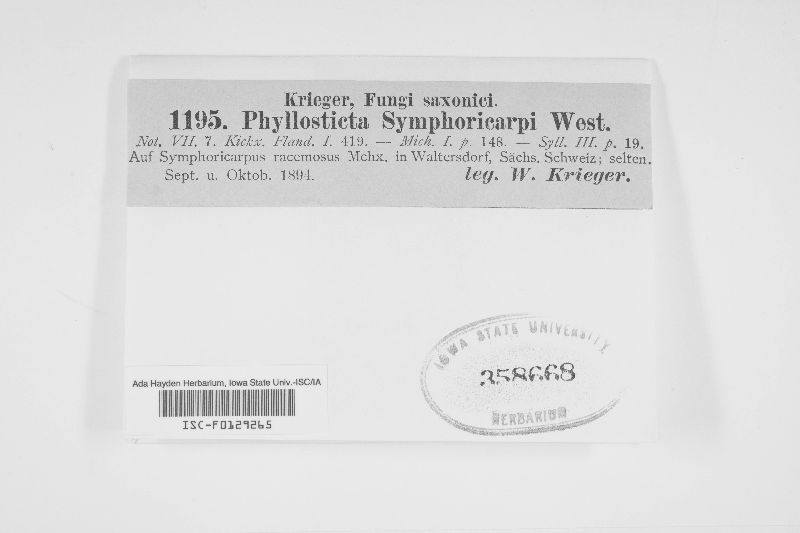 Krieger, Fungi saxonici.
1195. Phyllosticta Symphoricarpi West.
Not. VII. 7. Kickx. Fland. I. 419. — Mich. I. p. 148. — Syll. III. p. 19.
Auf Symphoricarpus racemosus Mchx. in Waltersdorf, Sächs. Schweiz; selten.
Sept. u. Oktob. 1894. leg. W. Krieger.
IOWA STATE UNIVERSITY
358668
HERBARIUM
Ada Hayden Herbarium, Iowa State Univ.-ISC/IA
ISC-F0129265